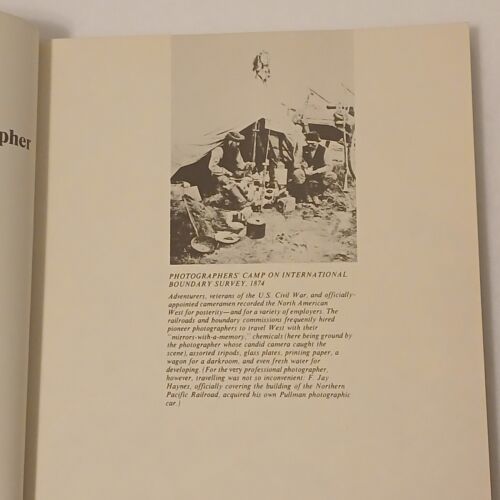 pher
PHOTOGRAPHERS' CAMP ON INTERNATIONAL
BOUNDARY SURVEY, 1874
Adventurers, veterans of the U.S. Civil War, and officially-
appointed cameramen recorded the North American
West for posterity—and for a variety of employers. The
railroads and boundary commissions frequently hired
pioneer photographers to travel West with their
"mirrors-with-a-memory," chemicals (here being ground by
the photographer whose candid camera caught the
scene), assorted tripods, glass plates, printing paper, a
wagon for a darkroom, and even fresh water for
developing. (For the very professional photographer,
however, travelling was not so inconvenient: F. Jay
Haynes, officially covering the building of the Northern
Pacific Railroad, acquired his own Pullman photographic
car.)